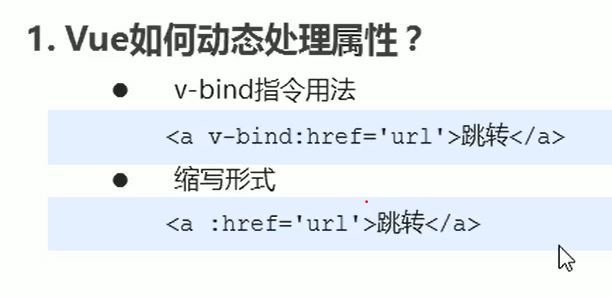 1. Vue如何动态处理属性？
● v-bind指令用法
<a v-bind:href='url'>跳转</a>
● 缩写形式
<a :href='url'>跳转</a>